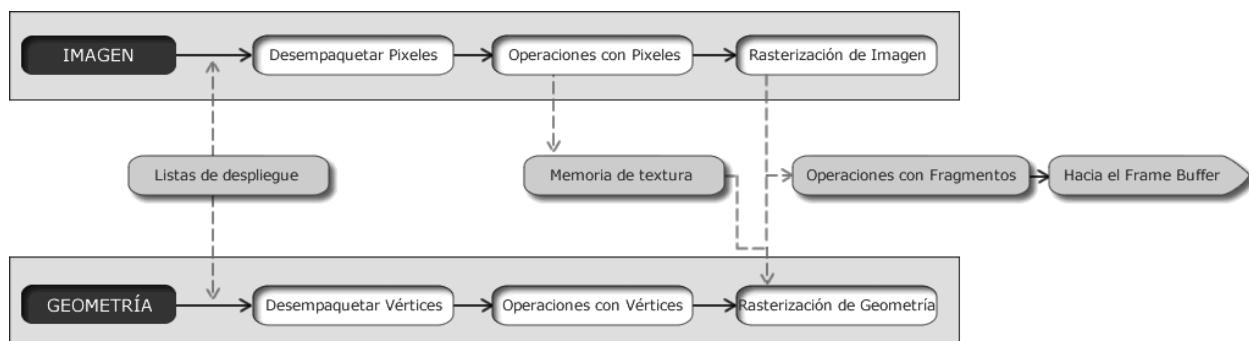 IMAGEN
Desempaquetar Pixeles
Operaciones con Pixeles
Rasterización de Imagen
Listas de despliegue
Memoria de textura
Operaciones con Fragmentos
Hacia el Frame Buffer
GEOMETRÍA
Desempaquetar Vértices
Operaciones con Vértices
Rasterización de Geometría